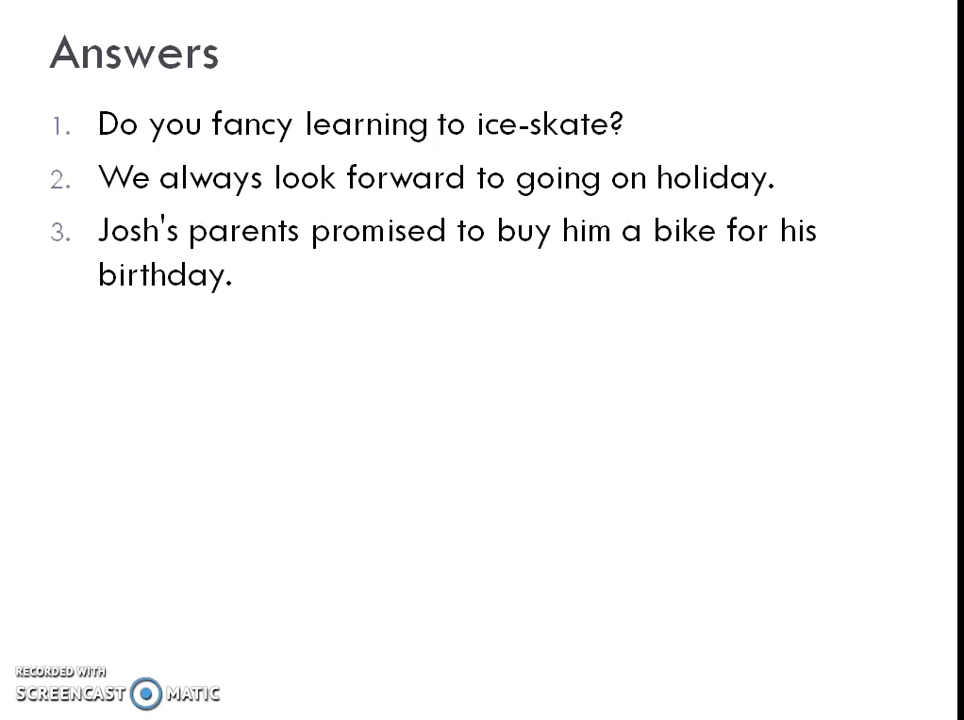 Answers
1. Do you fancy learning to ice-skate?
2. We always look forward to going on holiday.
3. Josh's parents promised to buy him a bike for his
birthday.
RECORDED WITH
SCREENCAST MATIC